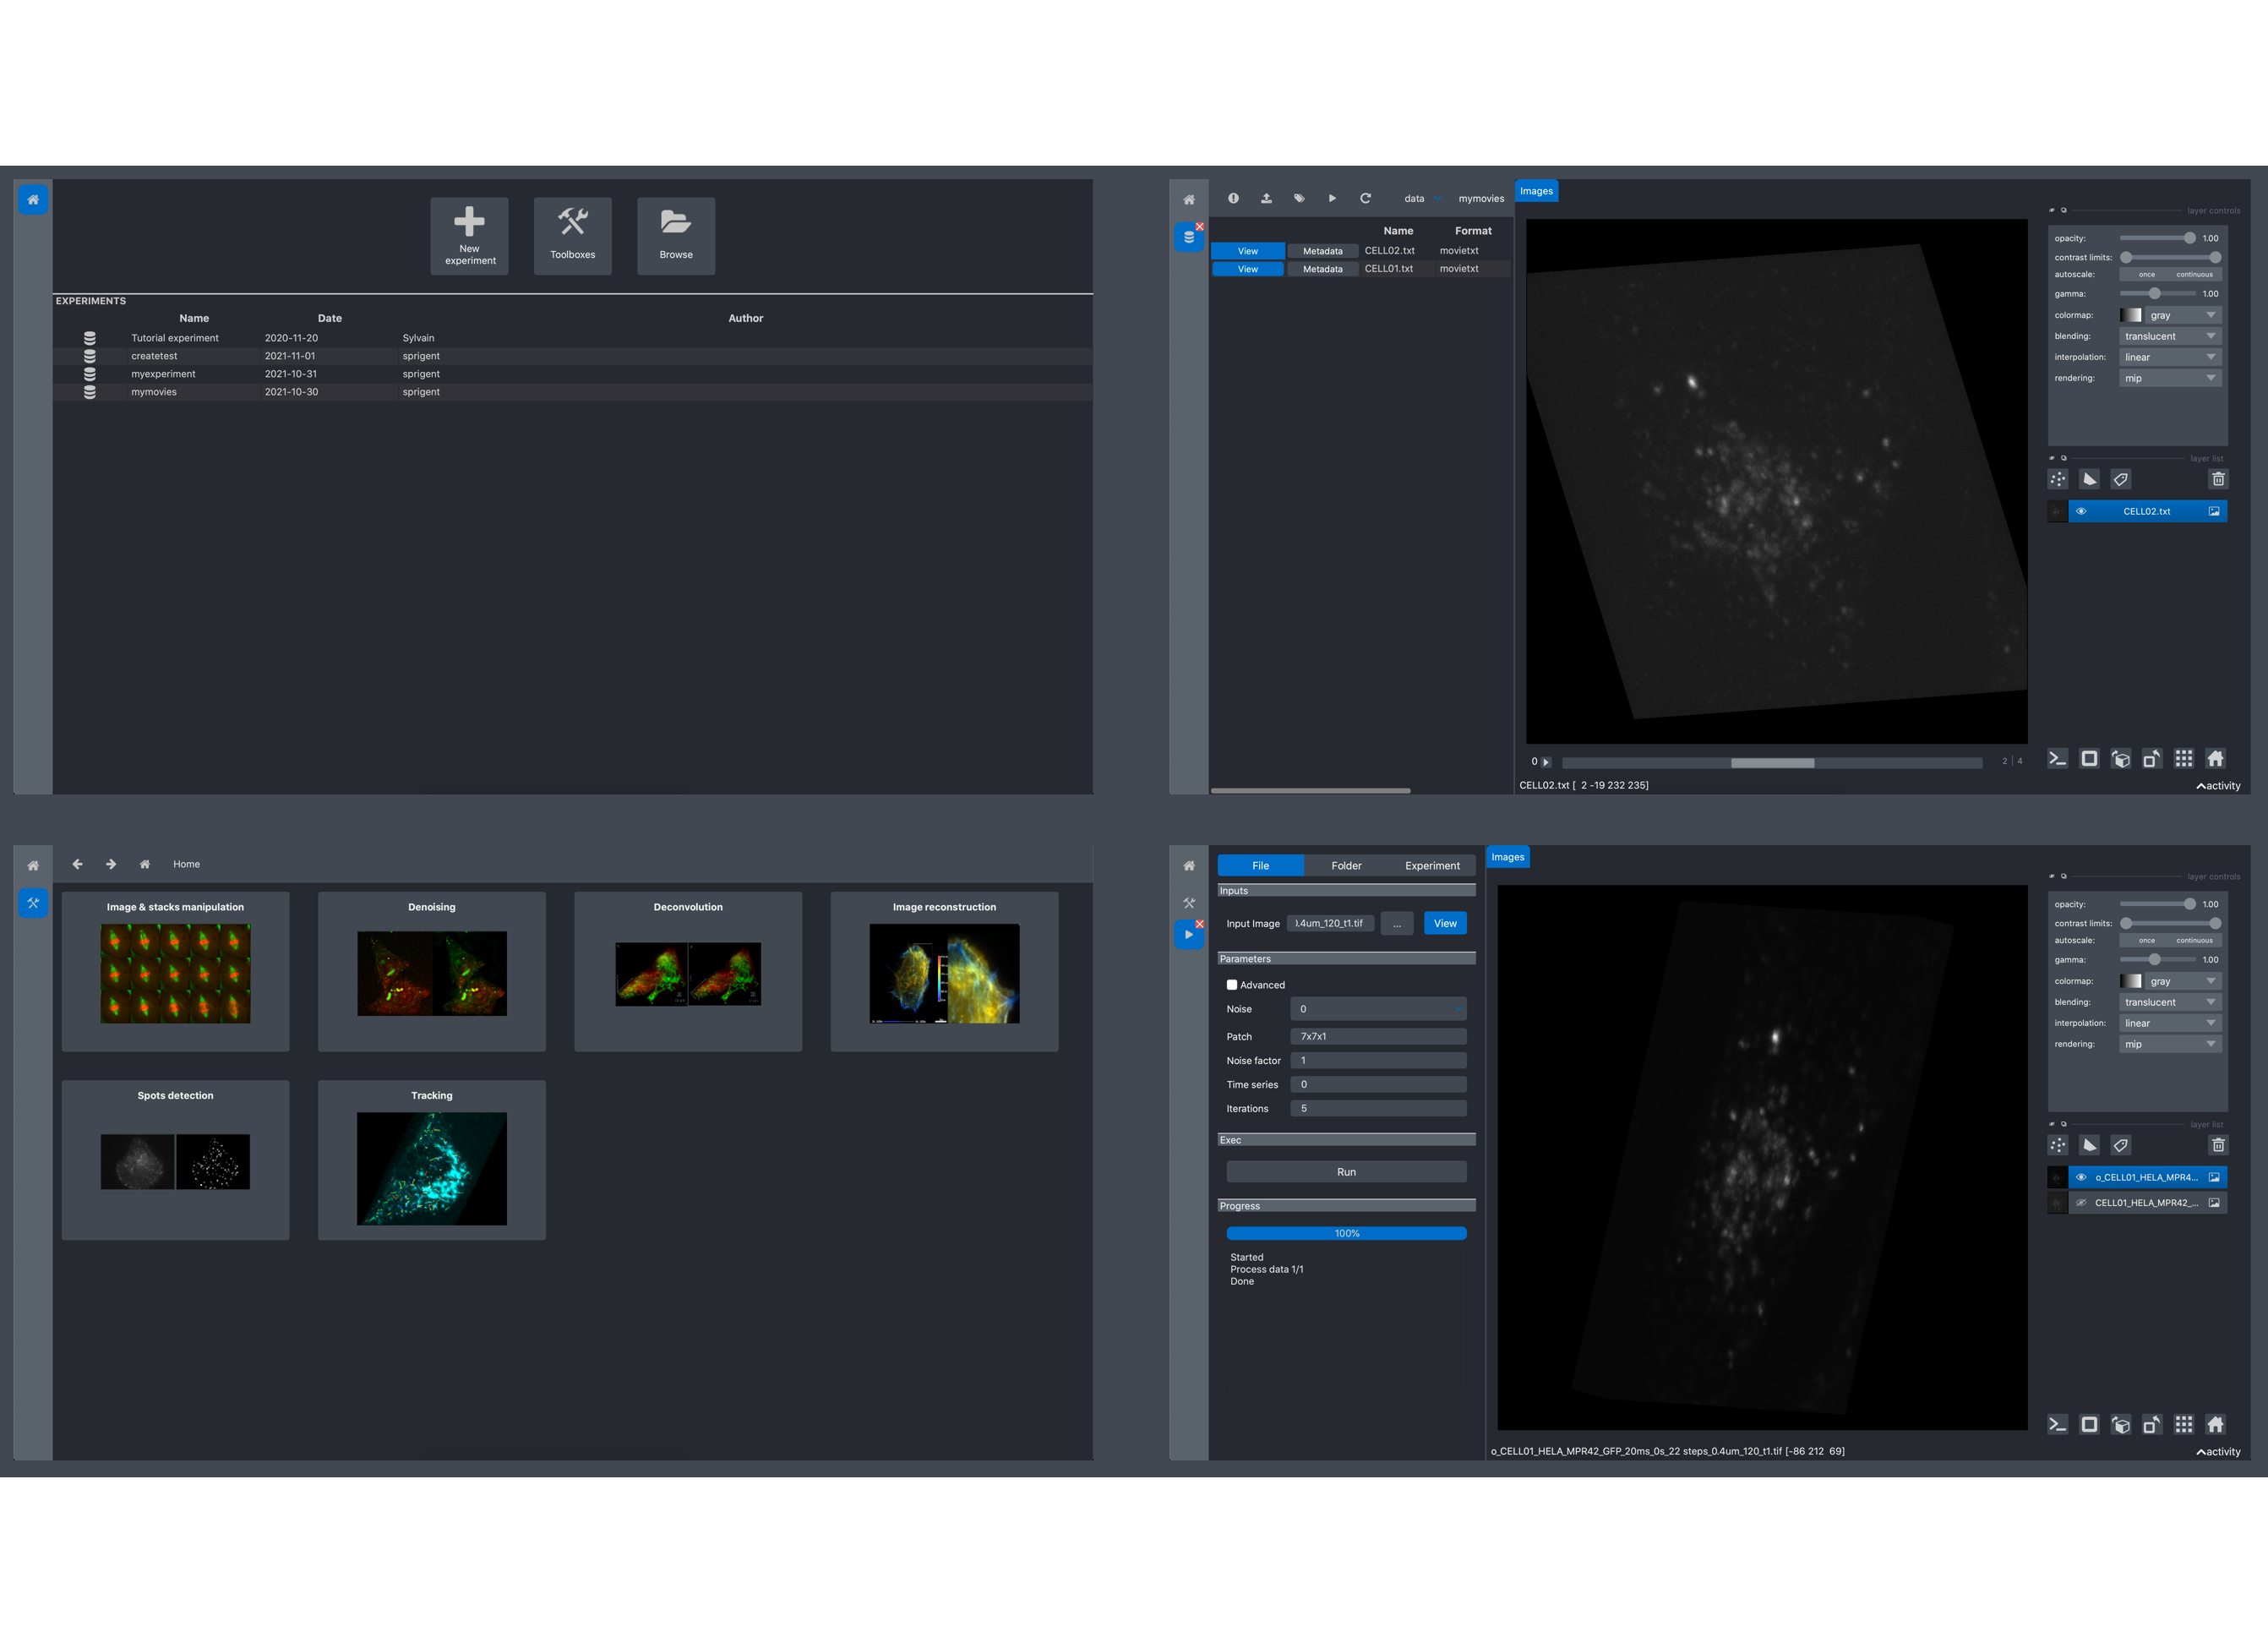 New
experiment
Toolboxes
Browse
EXPERIMENTS
Name Date Author
Tutorial experiment 2020-11-20 Sylvain
createtest 2021-11-01 sprigent
myexperiment 2021-10-31 sprigent
mymovies 2021-10-30 sprigent
data mymovies
Name Format
View Metadata CELL02.txt movietxt
View Metadata CELL01.txt movietxt
Images
layer controls
opacity: 1.00
contrast limits:
autoscale: once continuous
gamma: 1.00
colormap: gray
blending: translucent
interpolation: linear
rendering: mip
layer list
CELL02.txt
0 2 | 4
CELL02.txt [ 2 -19 232 235]
activity
Home
Image & stacks manipulation
Denoising
Deconvolution
Image reconstruction
Spots detection
Tracking
File Folder Experiment
Inputs
Input Image ).4um_120_t1.tif ... View
Parameters
Advanced
Noise 0
Patch 7x7x1
Noise factor 1
Time series 0
Iterations 5
Exec
Run
Progress
100%
Started
Process data 1/1
Done
Images
layer controls
opacity: 1.00
contrast limits:
autoscale: once continuous
gamma: 1.00
colormap: gray
blending: translucent
interpolation: linear
rendering: mip
layer list
o_CELL01_HELA_MPR4...
CELL01_HELA_MPR42_...
o_CELL01_HELA_MPR42_GFP_20ms_0s_22 steps_0.4um_120_t1.tif [-86 212 69]
activity